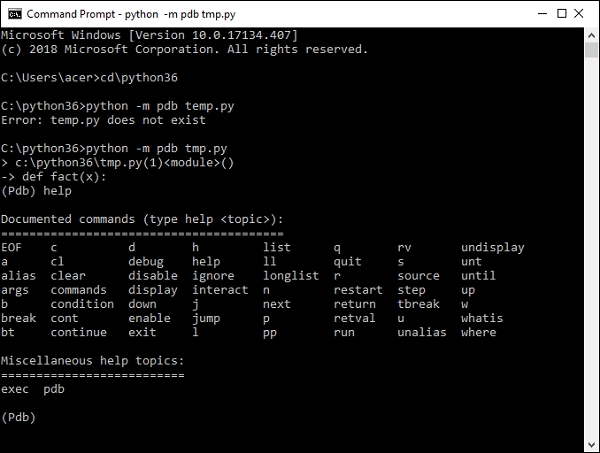 Command Prompt - python -m pdb tmp.py
Microsoft Windows [Version 10.0.17134.407]
(c) 2018 Microsoft Corporation. All rights reserved.
C:\Users\acer>cd\python36
C:\python36>python -m pdb temp.py
Error: temp.py does not exist
C:\python36>python -m pdb tmp.py
> c:\python36\tmp.py(1)<module>()
-> def fact(x):
(Pdb) help
Documented commands (type help <topic>):
========================================
EOF    c          d        h         list      q        rv       undisplay
a      cl         debug    help      ll        quit     s        unt
alias  clear      disable  ignore    longlist  r        source   until
args   commands   display  interact  n         restart  step     up
b      condition  down     j         next      return   tbreak   w
break  cont       enable   jump      p         retval   u        whatis
bt     continue   exit     l         pp        run      unalias  where
Miscellaneous help topics:
==========================
exec  pdb
(Pdb)